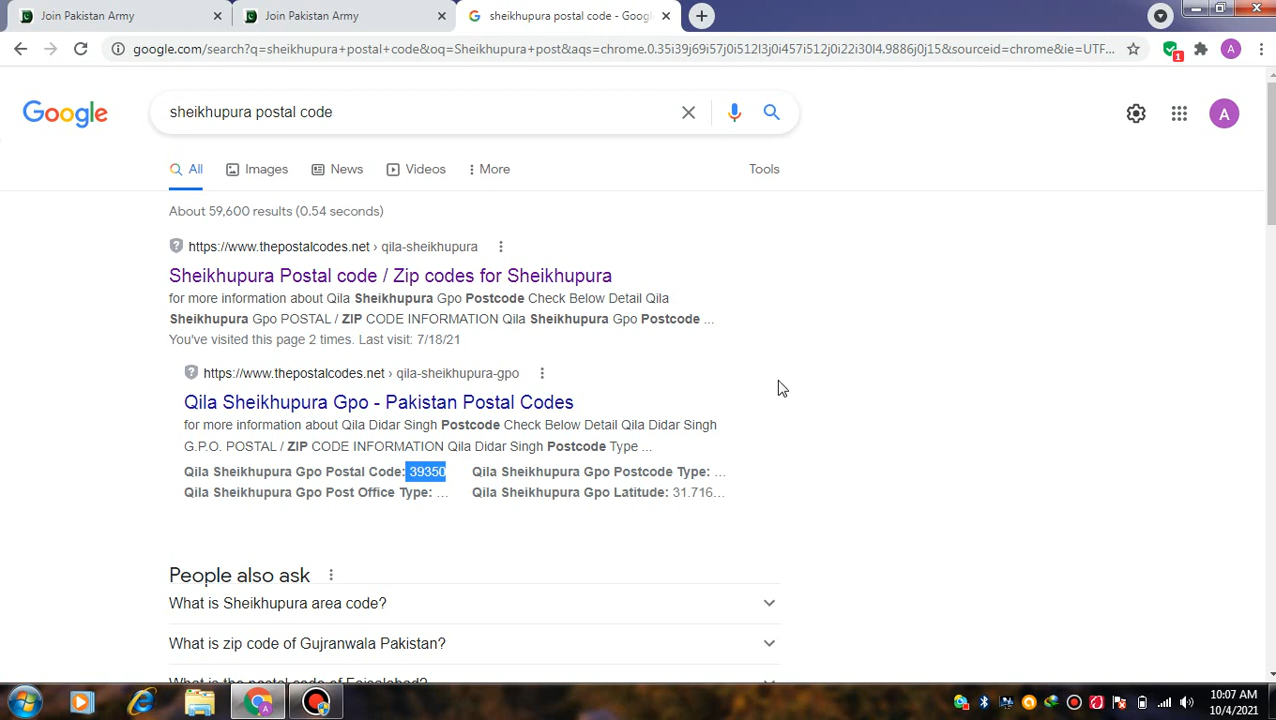 Join Pakistan Army
Join Pakistan Army
sheikhupura postal code - Googl
google.com/search?q=sheikhupura+postal+code&oq=Sheikhupura+post&aqs=chrome.0.35i39j69i57j0i512l3j0i457i512j0i22i30l4.9886j0j15&sourceid=chrome&ie=UTF...
1
A
Google
sheikhupura postal code
A
All
Images
News
Videos
More
Tools
About 59,600 results (0.54 seconds)
https://www.thepostalcodes.net › qila-sheikhupura
Sheikhupura Postal code / Zip codes for Sheikhupura
for more information about Qila Sheikhupura Gpo Postcode Check Below Detail Qila
Sheikhupura Gpo POSTAL / ZIP CODE INFORMATION Qila Sheikhupura Gpo Postcode ...
You've visited this page 2 times. Last visit: 7/18/21
https://www.thepostalcodes.net › qila-sheikhupura-gpo
Qila Sheikhupura Gpo - Pakistan Postal Codes
for more information about Qila Didar Singh Postcode Check Below Detail Qila Didar Singh
G.P.O. POSTAL / ZIP CODE INFORMATION Qila Didar Singh Postcode Type ...
Qila Sheikhupura Gpo Postal Code: 39350 Qila Sheikhupura Gpo Postcode Type: ...
Qila Sheikhupura Gpo Post Office Type: ... Qila Sheikhupura Gpo Latitude: 31.716...
People also ask
What is Sheikhupura area code?
What is zip code of Gujranwala Pakistan?
What is the postal code of Faisalabad?
10:07 AM
10/4/2021